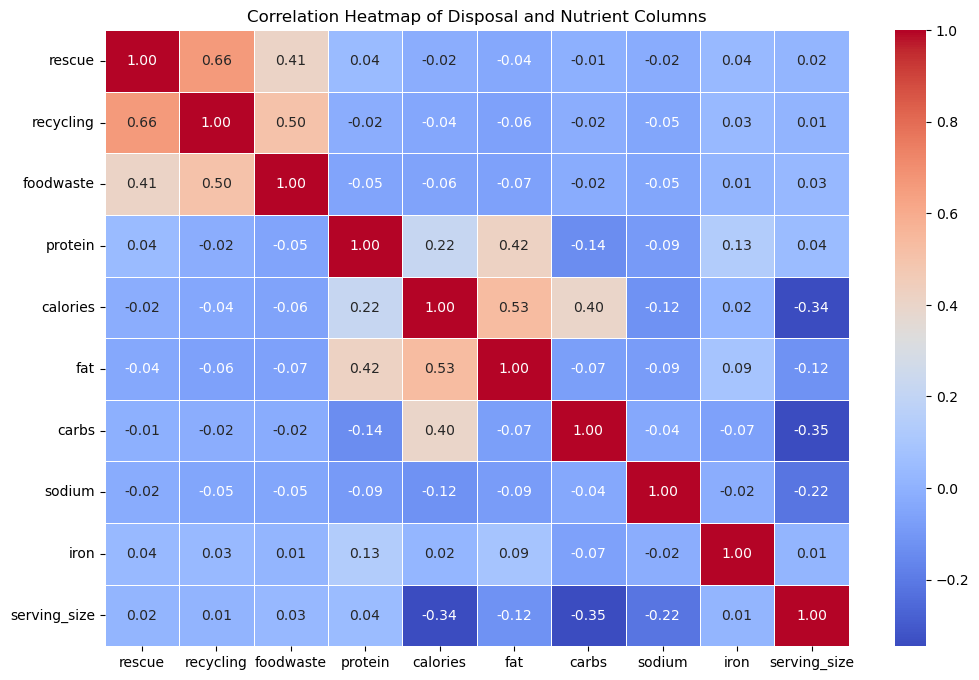 Correlation Heatmap of Disposal and Nutrient Columns
rescue 1.00 0.66 0.41 0.04 -0.02 -0.04 -0.01 -0.02 0.04 0.02
recycling 0.66 1.00 0.50 -0.02 -0.04 -0.06 -0.02 -0.05 0.03 0.01
foodwaste 0.41 0.50 1.00 -0.05 -0.06 -0.07 -0.02 -0.05 0.01 0.03
protein 0.04 -0.02 -0.05 1.00 0.22 0.42 -0.14 -0.09 0.13 0.04
calories -0.02 -0.04 -0.06 0.22 1.00 0.53 0.40 -0.12 0.02 -0.34
fat -0.04 -0.06 -0.07 0.42 0.53 1.00 -0.07 -0.09 0.09 -0.12
carbs -0.01 -0.02 -0.02 -0.14 0.40 -0.07 1.00 -0.04 -0.07 -0.35
sodium -0.02 -0.05 -0.05 -0.09 -0.12 -0.09 -0.04 1.00 -0.02 -0.22
iron 0.04 0.03 0.01 0.13 0.02 0.09 -0.07 -0.02 1.00 0.01
serving_size 0.02 0.01 0.03 0.04 -0.34 -0.12 -0.35 -0.22 0.01 1.00
rescue recycling foodwaste protein calories fat carbs sodium iron serving_size
1.0
0.8
0.6
0.4
0.2
0.0
−0.2